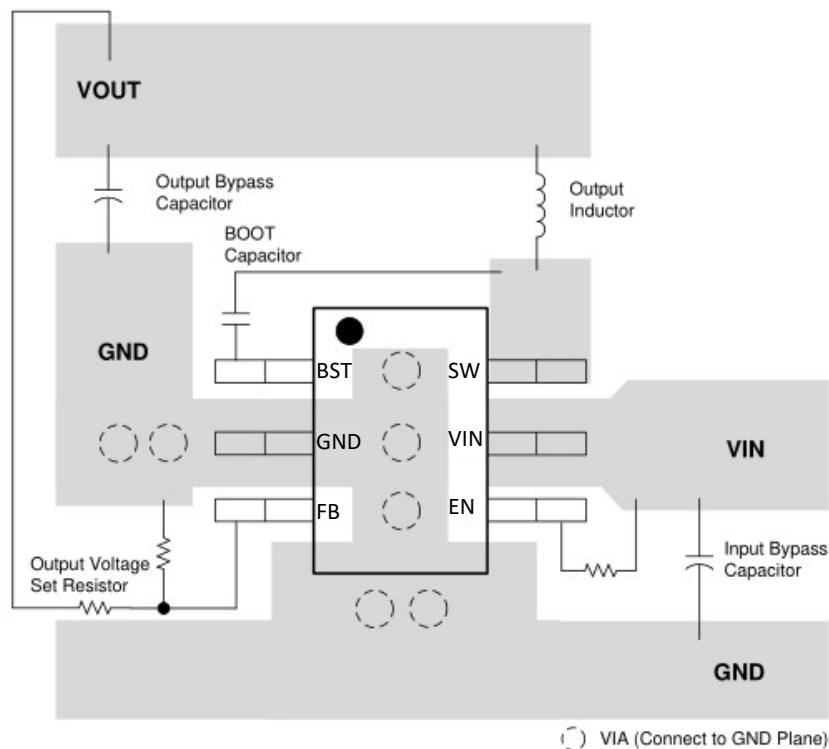 VOUT
Output Bypass
Capacitor
Output
Inductor
BOOT
Capacitor
GND
BST
SW
GND
VIN
VIN
FB
EN
Output Voltage
Set Resistor
Input Bypass
Capacitor
GND
VIA (Connect to GND Plane)